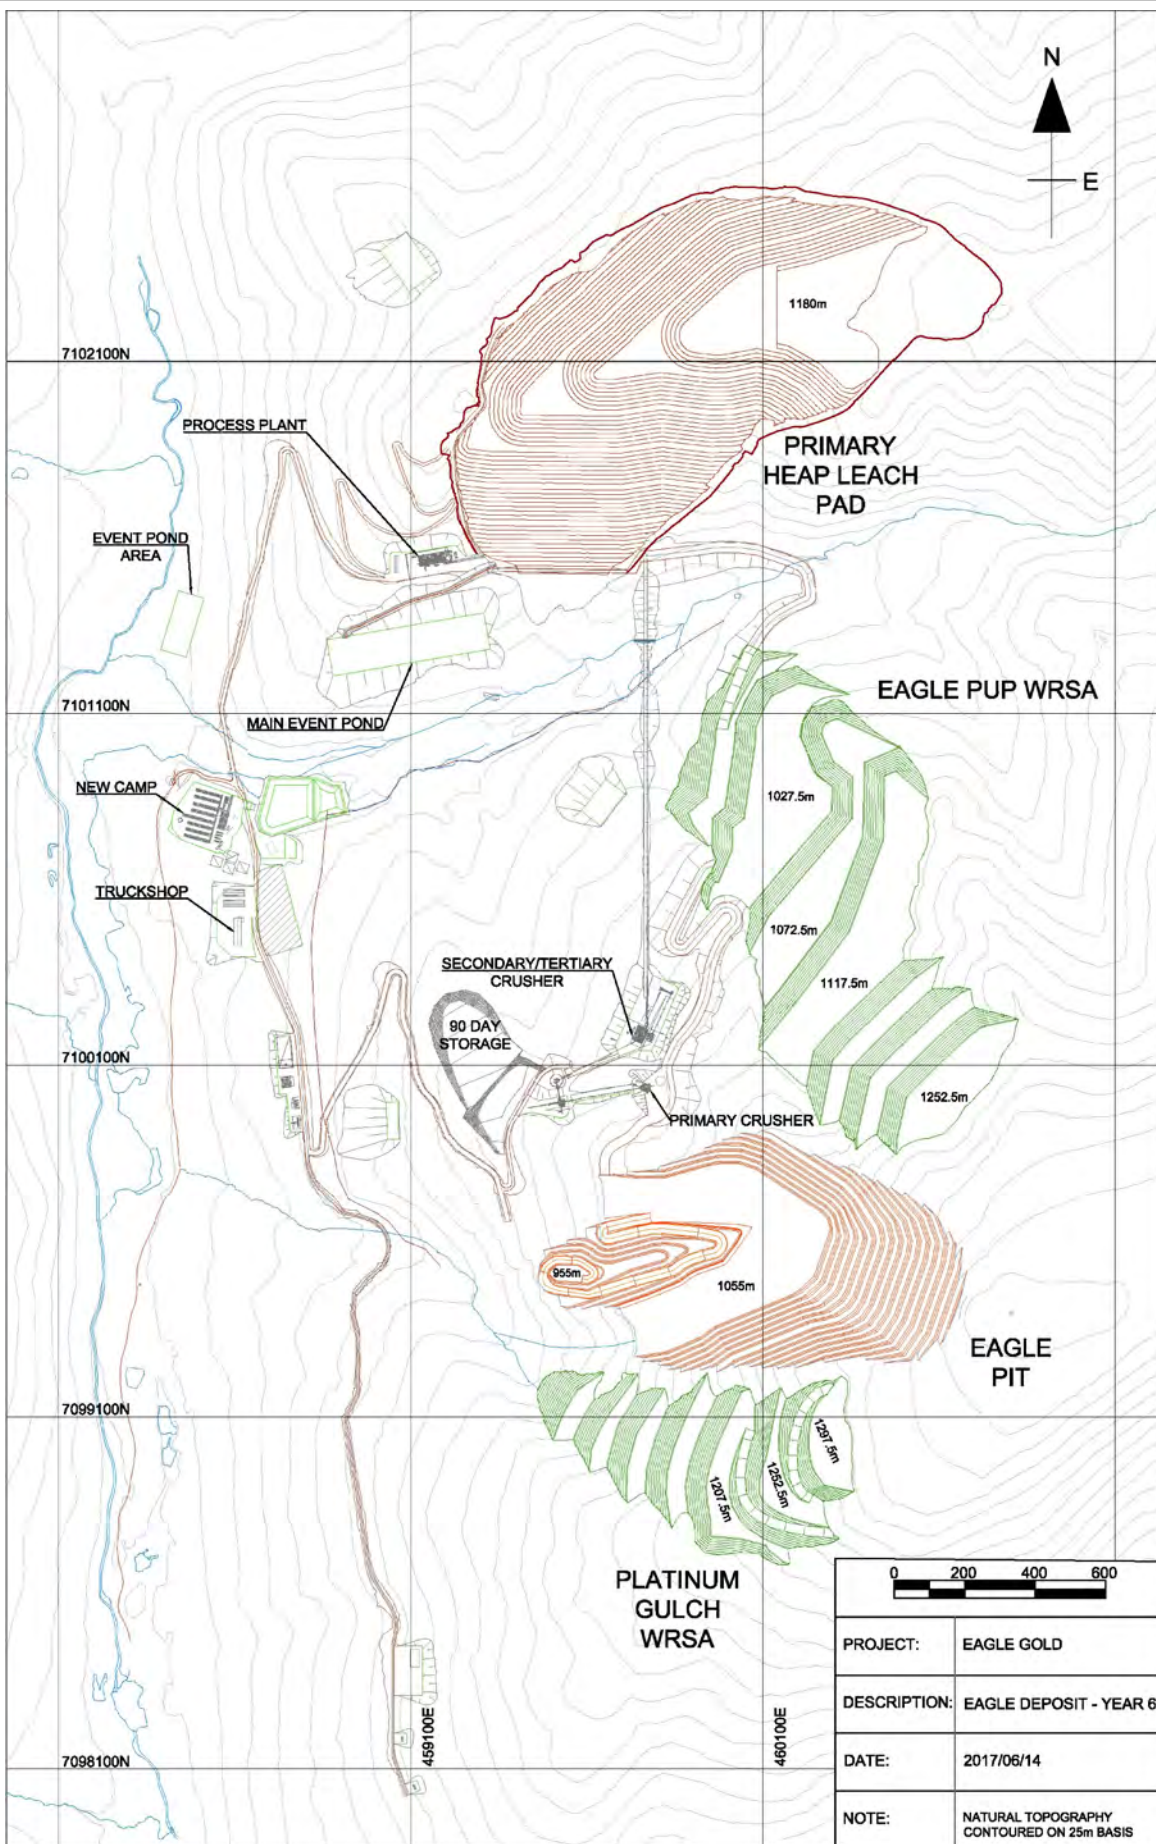 N
E
1180m
7102100N
PROCESS PLANT
PRIMARY
HEAP LEACH
PAD
EVENT POND
AREA
EAGLE PUP WRSA
7101100N
MAIN EVENT POND
NEW CAMP
1027.5m
TRUCKSHOP
1072.5m
SECONDARY/TERTIARY
CRUSHER
1117.5m
90 DAY
STORAGE
7100100N
1252.5m
PRIMARY CRUSHER
955m
1055m
EAGLE
PIT
7099100N
1297.5m
1252.5m
1207.5m
PLATINUM
GULCH
WRSA
0 200 400 600
PROJECT: EAGLE GOLD
DESCRIPTION: EAGLE DEPOSIT - YEAR 6
459100E
460100E
7098100N
DATE: 2017/06/14
NOTE: NATURAL TOPOGRAPHY
CONTOURED ON 25m BASIS